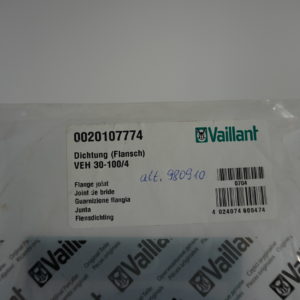 0020107774
Vaillant
Dichtung (Flansch)
VEH 30-100/4
alt. 980910
Flange joint
Joint de bride
Guarnizione flangia
Junta
Flensdichting
0704
4 024074 600474
Vaillant
Vaillant